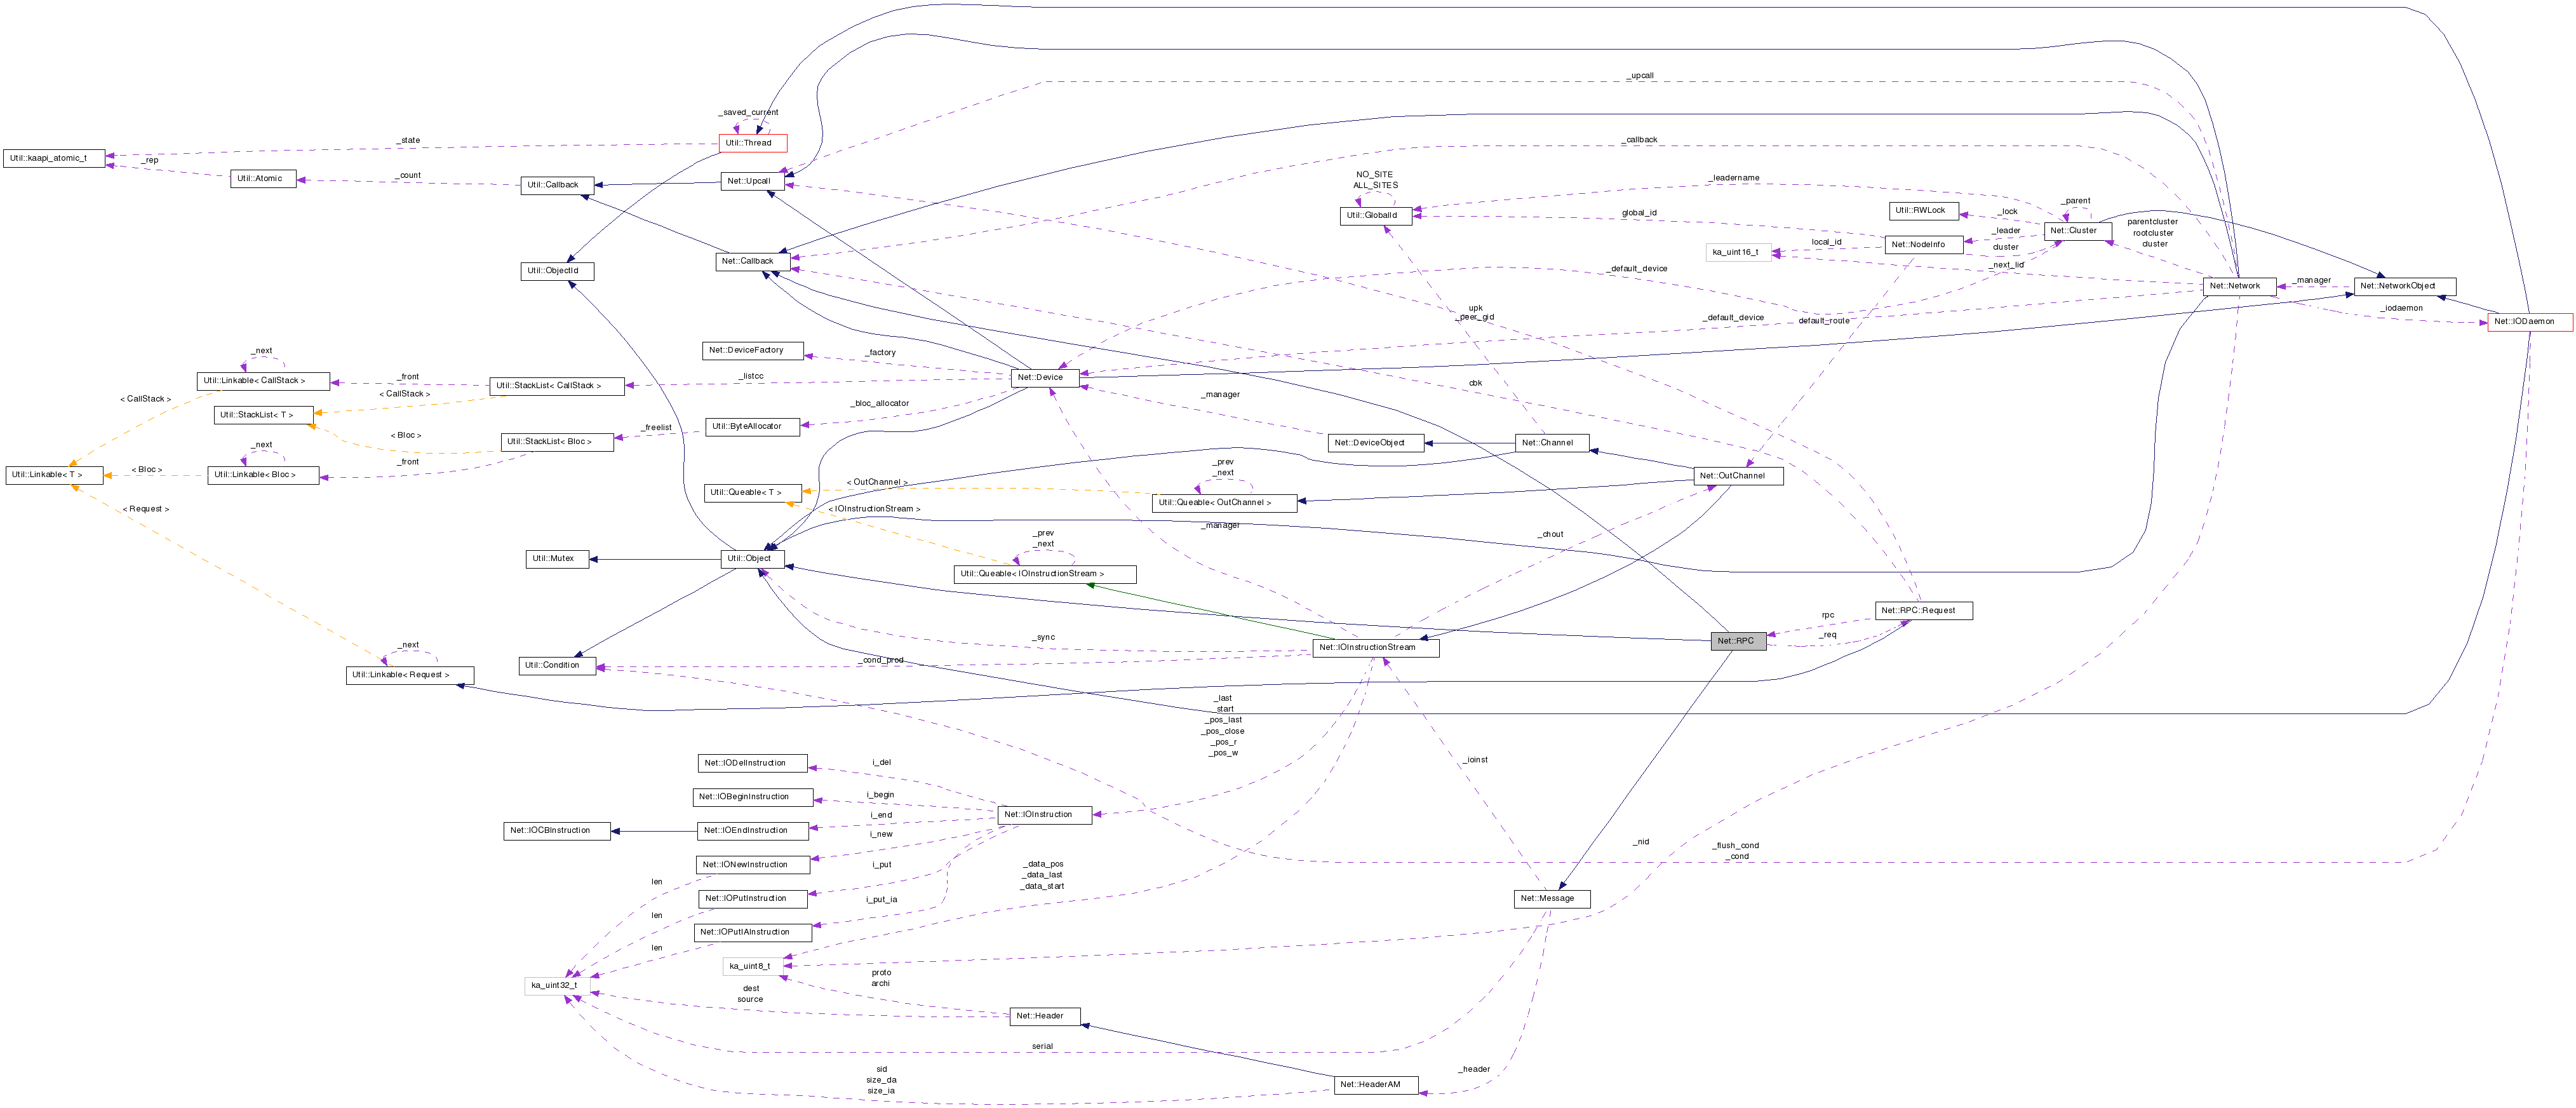 _upcall
_saved_current
Util::Thread
_state
_callback
Util::kaapi_atomic_t
_rep
Util::Atomic
_count
Util::Callback
Net::Upcall
NO_SITE
ALL_SITES
_leadername
_parent
Util::GlobalId
global_id
Util::RWLock
_lock
Net::Cluster
parentcluster
rootcluster
cluster
_leader
Net::NodeInfo
local_id
cluster
ka_uint16_t
Net::Callback
Util::ObjectId
_default_device
_next_lid
Net::Network
_manager
Net::NetworkObject
_iodaemon
Net::IODaemon
upk
_peer_gid
_default_device
default_route
Net::DeviceFactory
_factory
_next
Util::Linkable< CallStack >
_front
Util::StackList< CallStack >
_listcc
Net::Device
cbk
< CallStack >
< CallStack >
_manager
Util::StackList< T >
_bloc_allocator
Util::ByteAllocator
_freelist
< Bloc >
Util::StackList< Bloc >
Net::DeviceObject
Net::Channel
_next
_front
Util::Linkable< T >
< Bloc >
Util::Linkable< Bloc >
_prev
_next
Net::OutChannel
< OutChannel >
Util::Queable< T >
Util::Queable< OutChannel >
< Request >
< IOInstructionStream >
_manager
_chout
_prev
_next
Util::Mutex
Util::Object
Util::Queable< IOInstructionStream >
Net::RPC::Request
rpc
_req
Net::RPC
_sync
Net::IOInstructionStream
_next
Util::Condition
_cond_prod
Util::Linkable< Request >
_last
start
_pos_last
_pos_close
_pos_r
_pos_w
_ioinst
Net::IODelInstruction
i_del
Net::IOBeginInstruction
i_begin
Net::IOInstruction
i_end
Net::IOCBInstruction
Net::IOEndInstruction
i_new
_nid
_flush_cond
_cond
Net::IONewInstruction
i_put
_data_pos
_data_last
_data_start
len
Net::IOPutInstruction
i_put_ia
Net::Message
len
Net::IOPutIAInstruction
len
ka_uint8_t
proto
archi
ka_uint32_t
dest
source
Net::Header
serial
sid
size_da
size_ia
_header
Net::HeaderAM